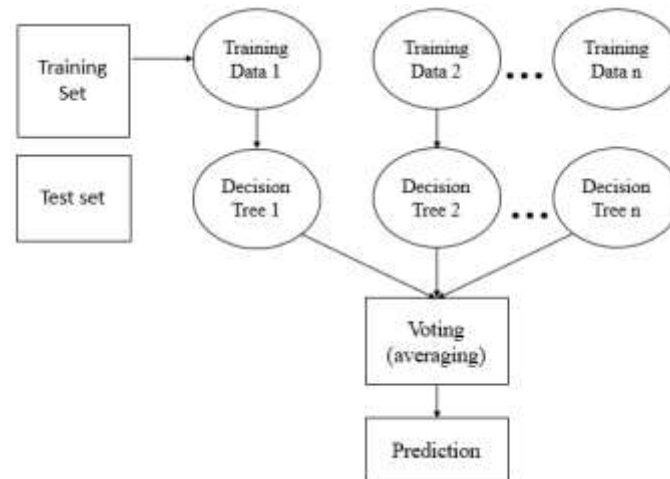 Training
Set
Training
Data 1
Training
Data 2
Training
Data n
Test set
Decision
Tree 1
Decision
Tree 2
Decision
Tree n
Voting
(averaging)
Prediction